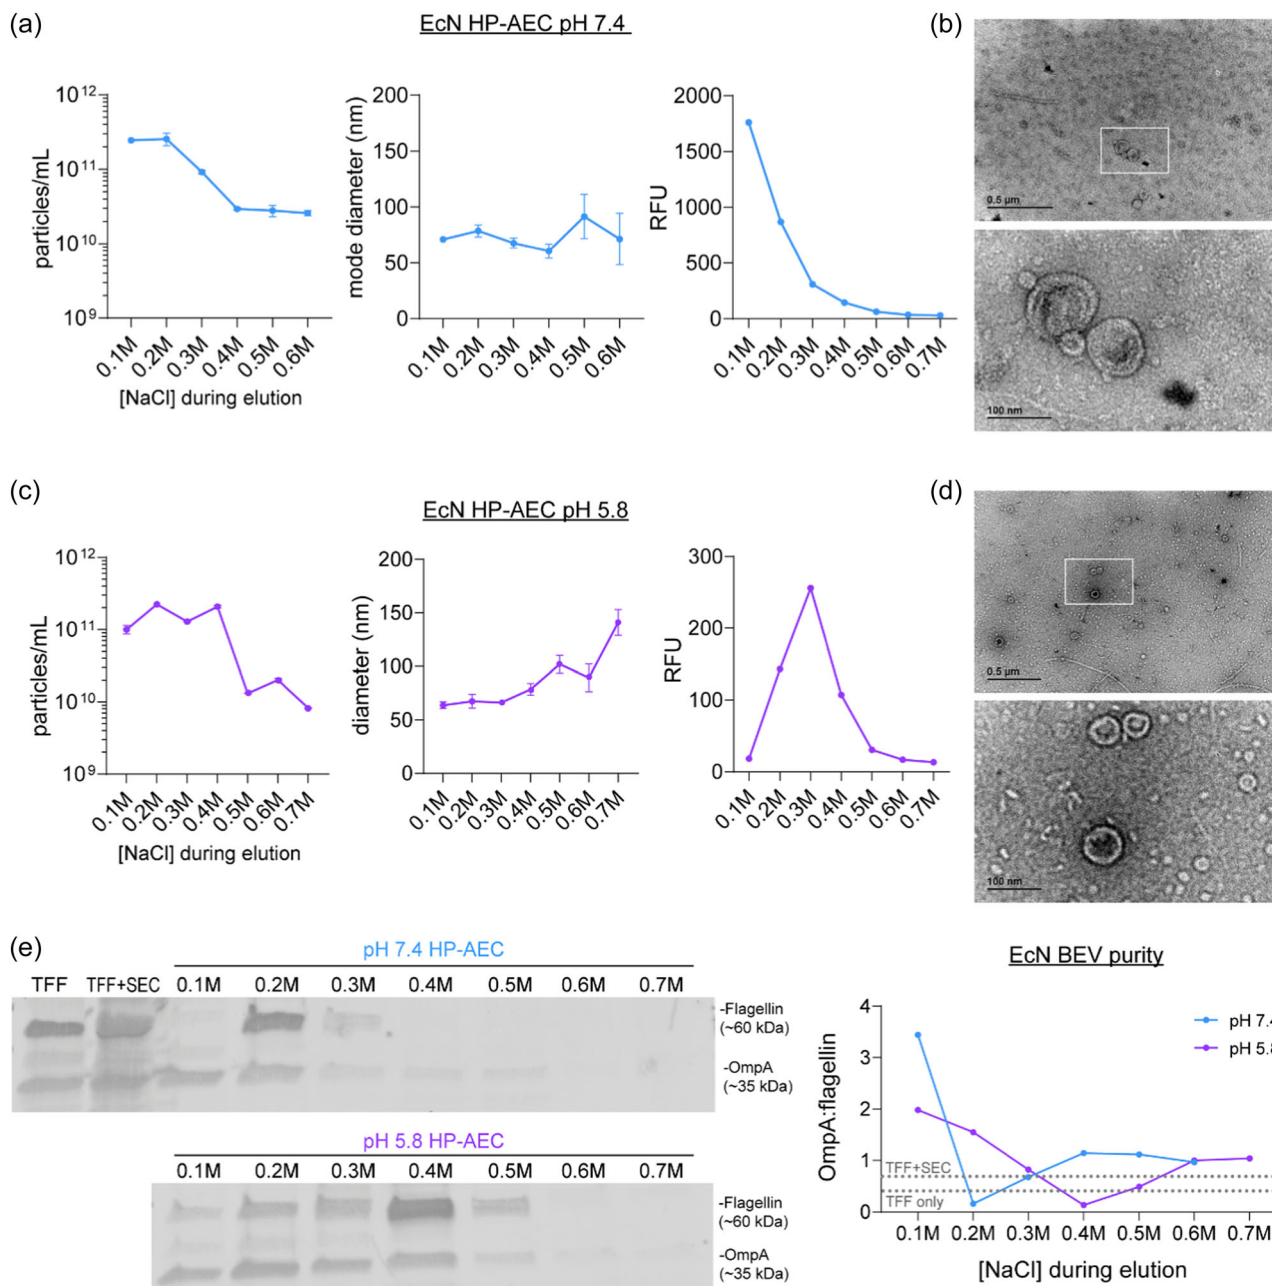 (a)
EcN HP-AEC pH 7.4
(b)
particles/mL
10^12
10^11
10^10
10^9
0.1M 0.2M 0.3M 0.4M 0.5M 0.6M
[NaCl] during elution
mode diameter (nm)
200
150
100
50
0
0.1M 0.2M 0.3M 0.4M 0.5M 0.6M
RFU
2000
1500
1000
500
0
0.1M 0.2M 0.3M 0.4M 0.5M 0.6M 0.7M
0.5 µm
100 nm
(c)
EcN HP-AEC pH 5.8
(d)
particles/mL
10^12
10^11
10^10
10^9
0.1M 0.2M 0.3M 0.4M 0.5M 0.6M 0.7M
[NaCl] during elution
diameter (nm)
200
150
100
50
0
0.1M 0.2M 0.3M 0.4M 0.5M 0.6M 0.7M
RFU
300
200
100
0
0.1M 0.2M 0.3M 0.4M 0.5M 0.6M 0.7M
0.5 µm
100 nm
(e)
pH 7.4 HP-AEC
TFF TFF+SEC 0.1M 0.2M 0.3M 0.4M 0.5M 0.6M 0.7M
-Flagellin
(~60 kDa)
-OmpA
(~35 kDa)
pH 5.8 HP-AEC
0.1M 0.2M 0.3M 0.4M 0.5M 0.6M 0.7M
-Flagellin
(~60 kDa)
-OmpA
(~35 kDa)
EcN BEV purity
OmpA:flagellin
4
3
2
1
0
pH 7.4
pH 5.8
TFF+SEC
TFF only
0.1M 0.2M 0.3M 0.4M 0.5M 0.6M 0.7M
[NaCl] during elution